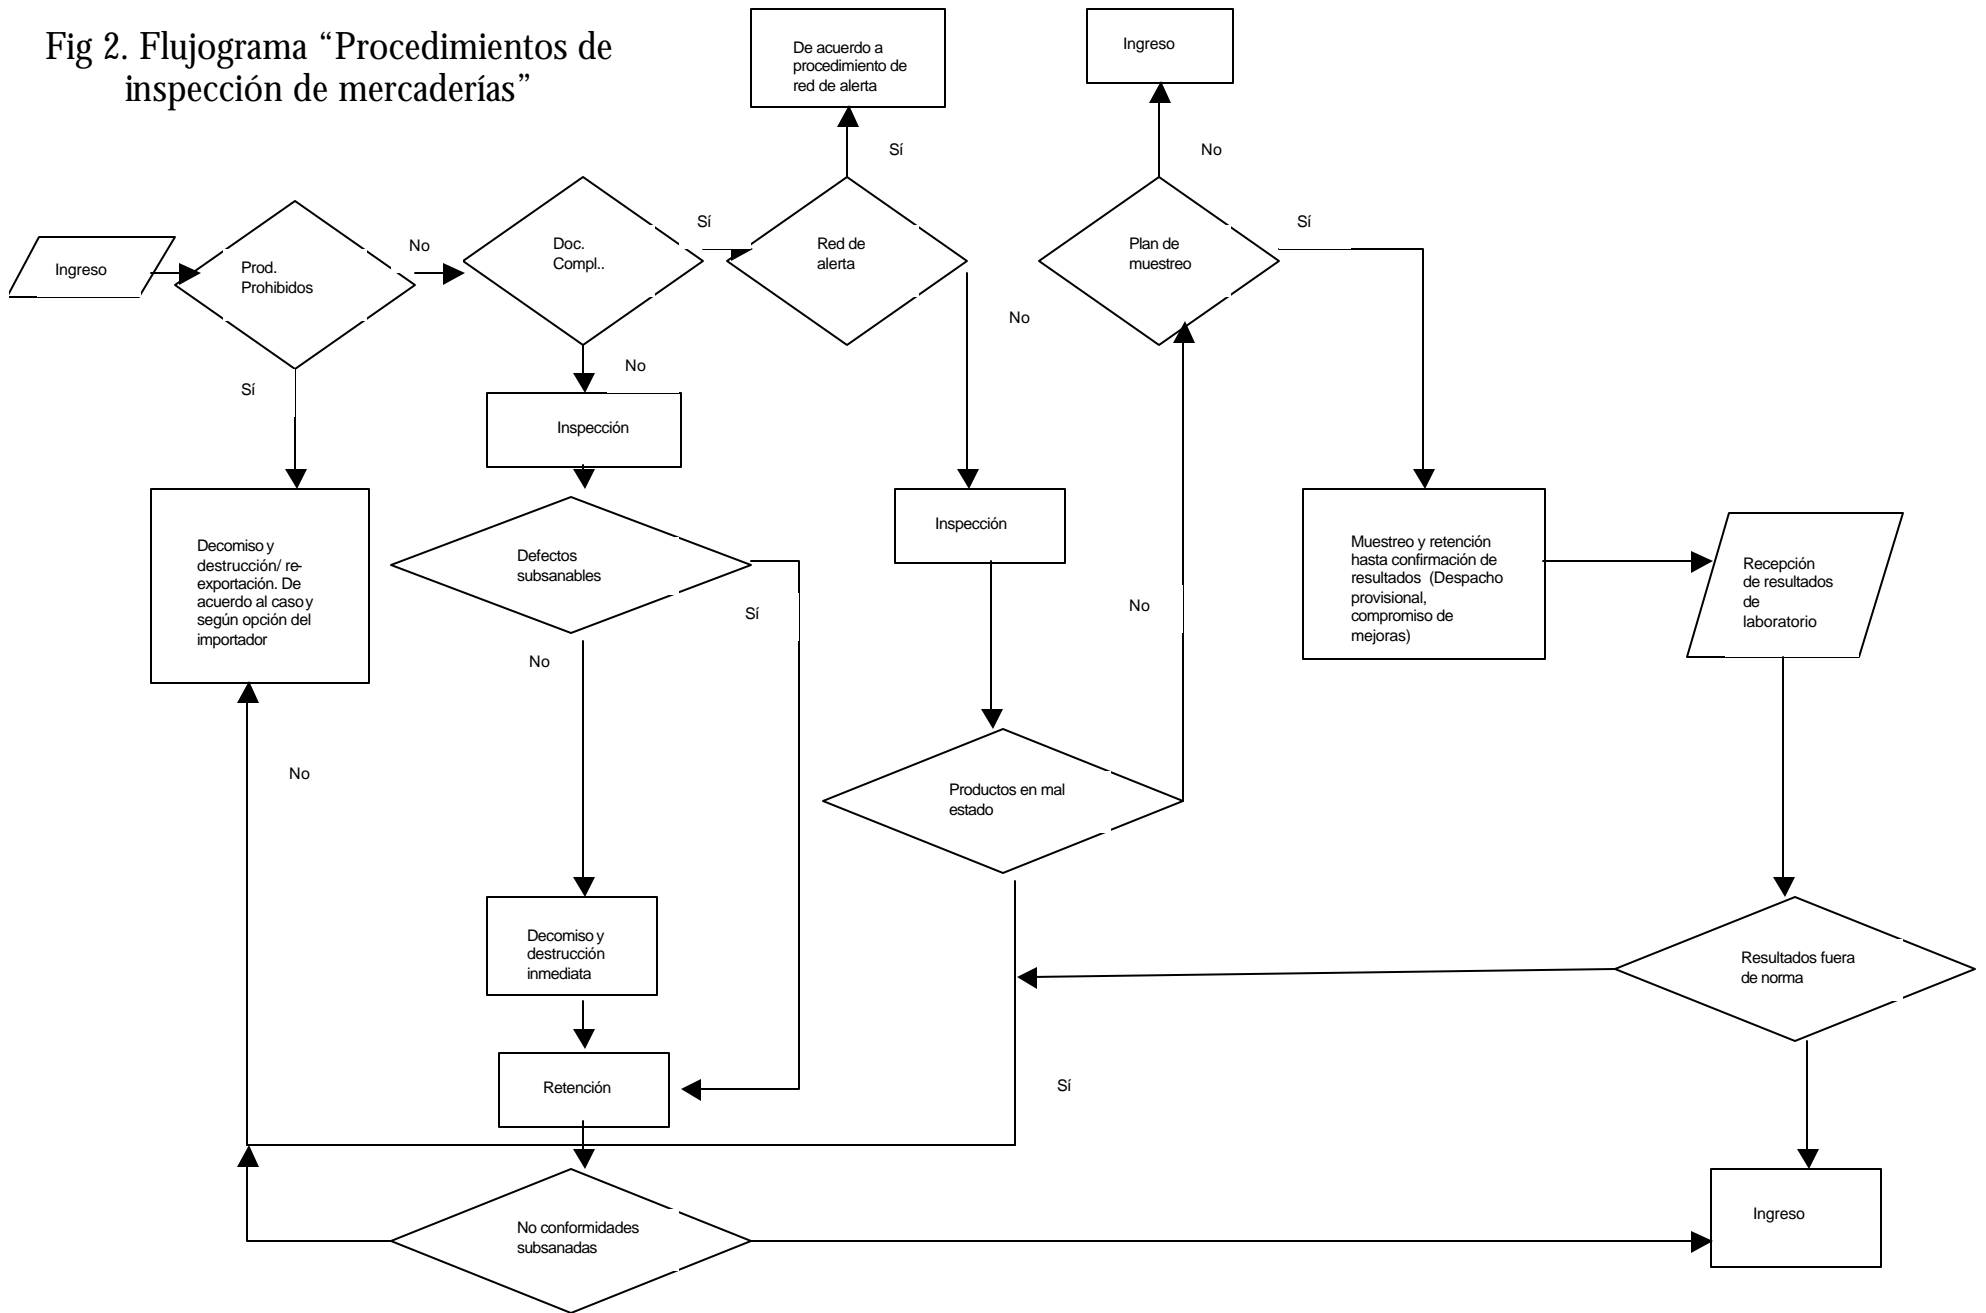 Fig 2. Flujograma “Procedimientos de
inspección de mercaderías”
De acuerdo a
procedimiento de
red de alerta
Ingreso
Sí
No
Ingreso
Prod.
Prohibidos
No
Doc.
Compl..
Sí
Red de
alerta
Plan de
muestreo
Sí
No
No
Sí
Inspección
Inspección
Decomiso y
destrucción/ re-
exportación. De
acuerdo al caso y
según opción del
importador
Defectos
subsanables
Sí
No
No
Muestreo y retención
hasta confirmación de
resultados (Despacho
provisional,
compromiso de
mejoras)
Recepción
de resultados
de
laboratorio
No
Productos en mal
estado
Decomiso y
destrucción
inmediata
Resultados fuera
de norma
Retención
Sí
No conformidades
subsanadas
Ingreso